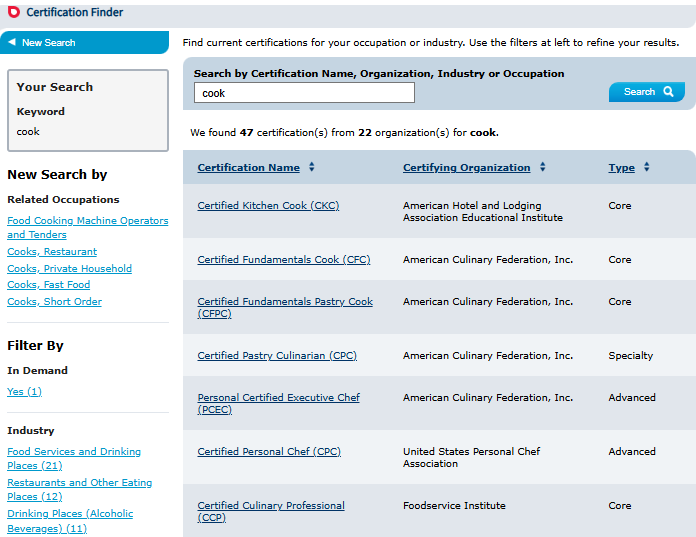 Certification Finder
New Search
Your Search
Keyword
cook
New Search by
Related Occupations
Food Cooking Machine Operators
and Tenders
Cooks, Restaurant
Cooks, Private Household
Cooks, Fast Food
Cooks, Short Order
Filter By
In Demand
Yes (1)
Industry
Food Services and Drinking
Places (21)
Restaurants and Other Eating
Places (12)
Drinking Places (Alcoholic
Beverages) (11)
Find current certifications for your occupation or industry. Use the filters at left to refine your results.
Search by Certification Name, Organization, Industry or Occupation
cook
Search
We found 47 certification(s) from 22 organization(s) for cook.
Certification Name Certifying Organization Type
Certified Kitchen Cook (CKC) American Hotel and Lodging Core
Association Educational Institute
Certified Fundamentals Cook (CFC) American Culinary Federation, Inc. Core
Certified Fundamentals Pastry Cook American Culinary Federation, Inc. Core
(CFPC)
Certified Pastry Culinarian (CPC) American Culinary Federation, Inc. Specialty
Personal Certified Executive Chef American Culinary Federation, Inc. Advanced
(PCEC)
Certified Personal Chef (CPC) United States Personal Chef Advanced
Association
Certified Culinary Professional Foodservice Institute Core
(CCP)